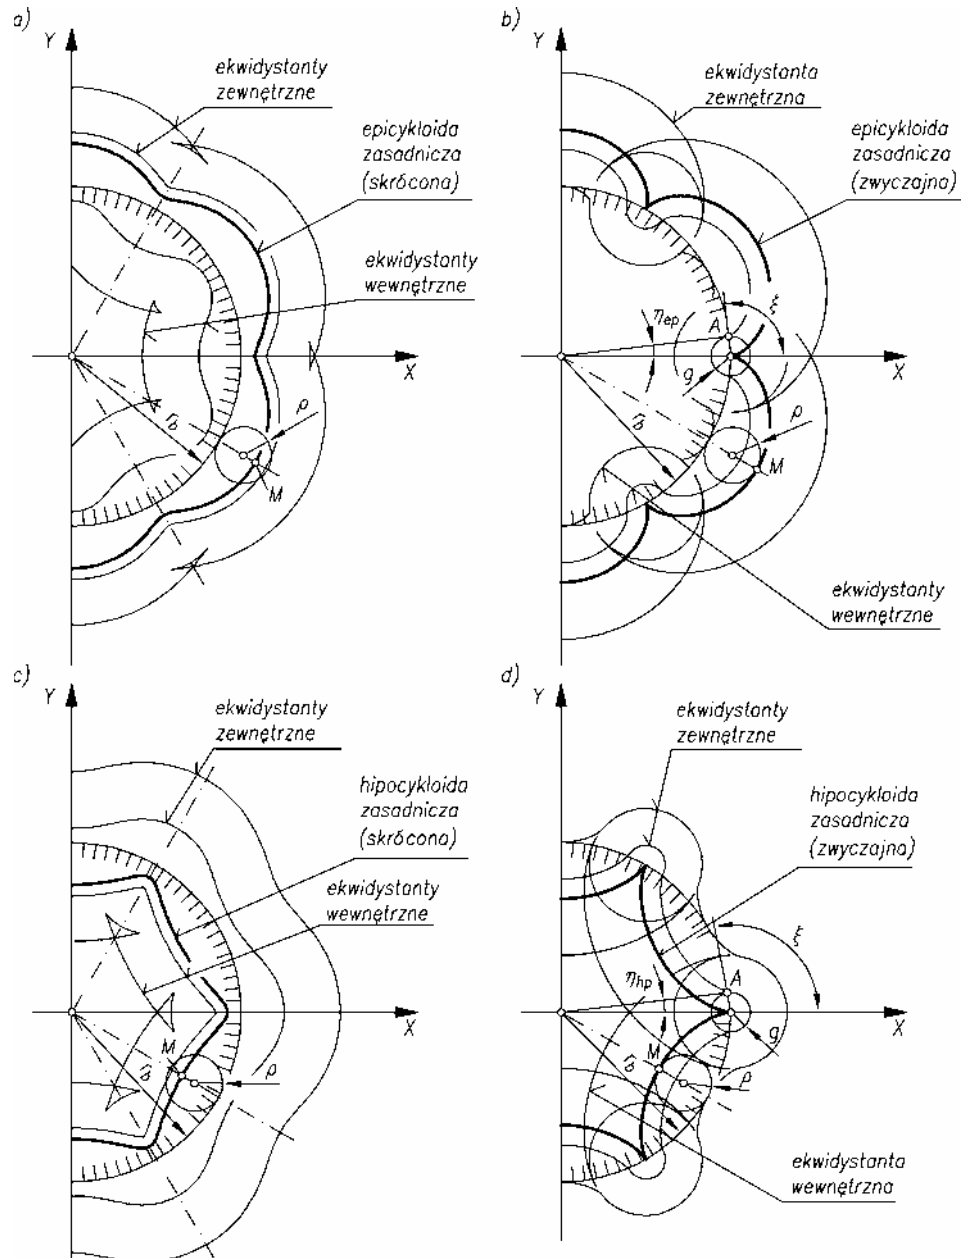 a)
Y
ekwidystanty
zewnętrzne
epicykloida
zasadnicza
(skrócona)
ekwidystanty
wewnętrzne
X
ρ
M
b)
Y
ekwidystanta
zewnętrzna
epicykloida
zasadnicza
(zwyczajna)
ξ
A
ηep
g
X
ρ
M
ekwidystanty
wewnętrzne
c)
Y
ekwidystanty
zewnętrzne
hipocykloida
zasadnicza
(skrócona)
ekwidystanty
wewnętrzne
X
M
ρ
d)
Y
ekwidystanty
zewnętrzne
hipocykloida
zasadnicza
(zwyczajna)
ξ
A
ηhp
X
g
M
ρ
ekwidystanta
wewnętrzna